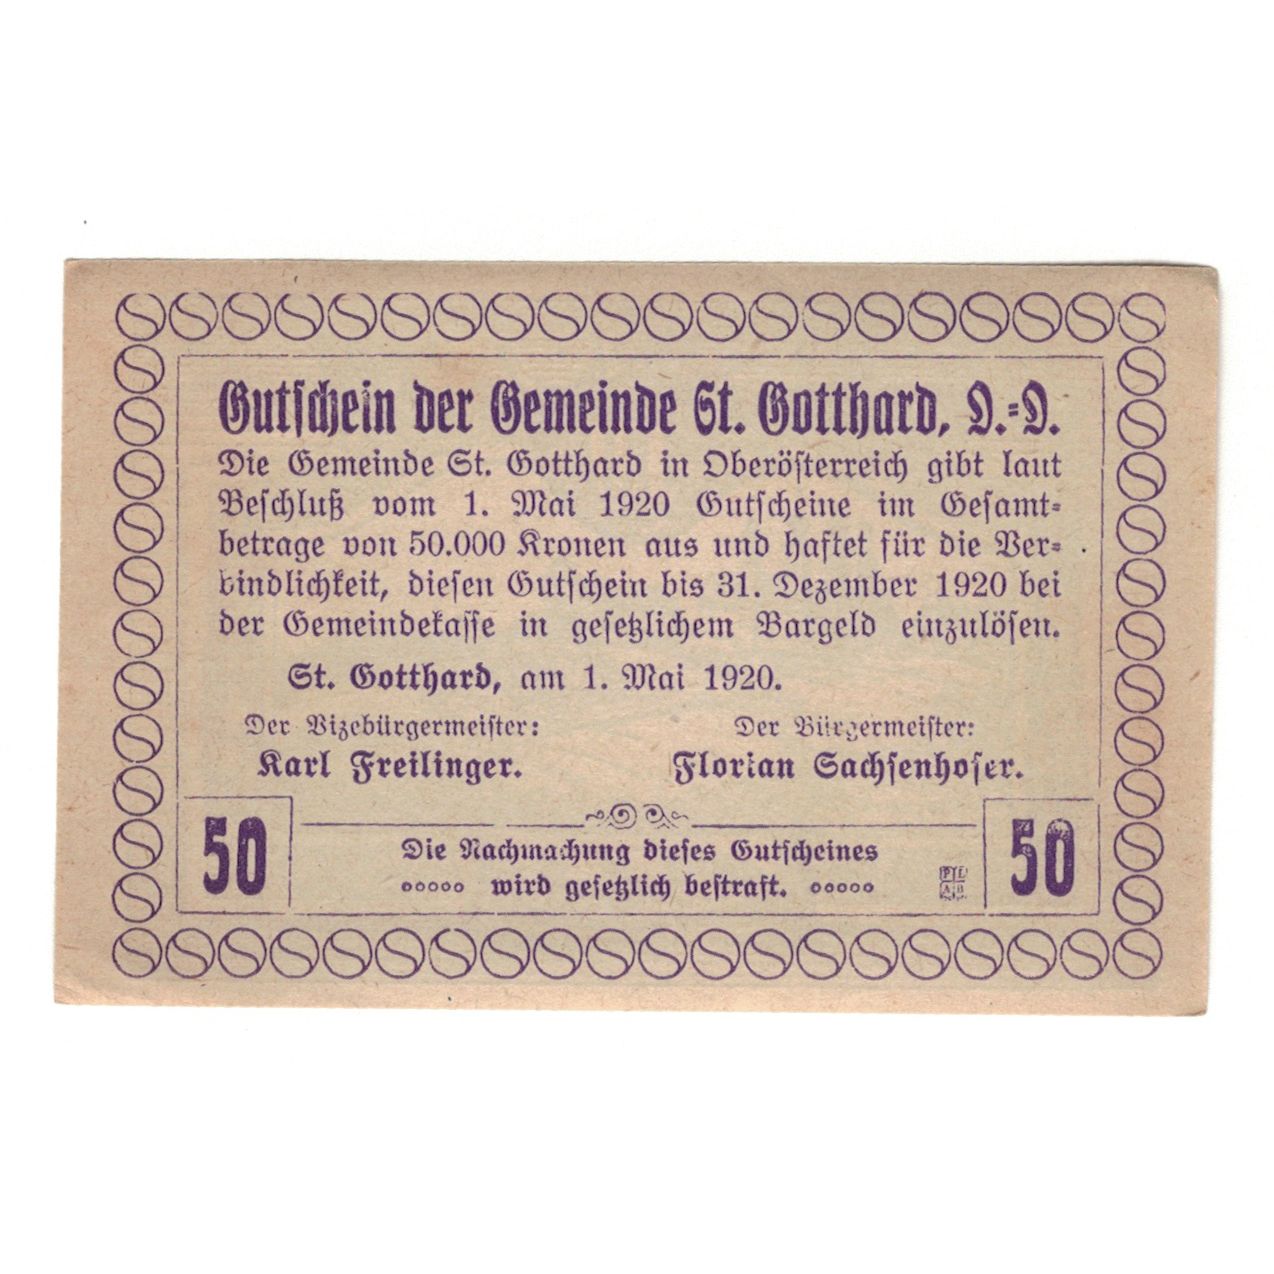 Gutschein der Gemeinde St. Gotthard, O.=O.
Die Gemeinde St. Gotthard in Oberösterreich gibt laut
Beschluß vom 1. Mai 1920 Gutscheine im Gesamt=
betrage von 50.000 Kronen aus und haftet für die Ver=
bindlichkeit, diesen Gutschein bis 31. Dezember 1920 bei
der Gemeindekasse in gesetzlichem Bargeld einzulösen.
St. Gotthard, am 1. Mai 1920.
Der Vizebürgermeister:
Karl Freilinger.
Der Bürgermeister:
Florian Sachsenhofer.
50
Die Nachmachung dieses Gutscheines
wird gesetzlich bestraft.
50